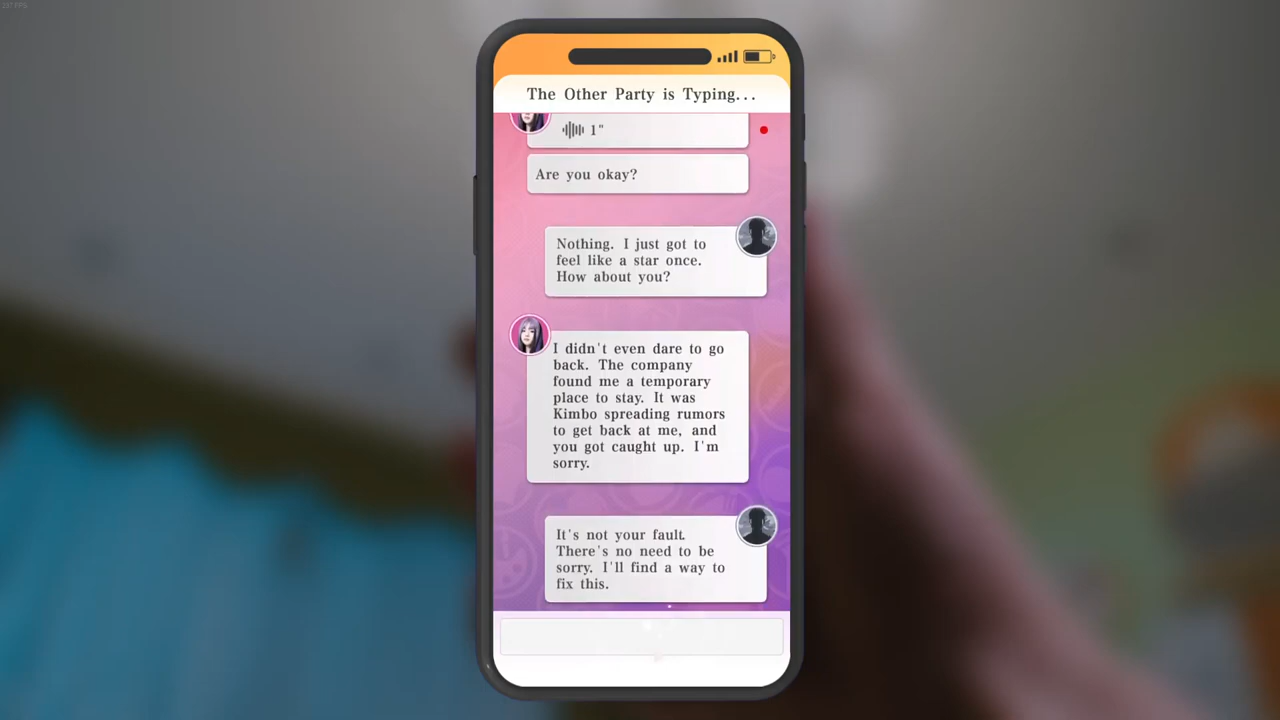 197 FPS
The Other Party is Typing...
1"
Are you okay?
Nothing. I just got to
feel like a star once.
How about you?
I didn't even dare to go
back. The company
found me a temporary
place to stay. It was
Kimbo spreading rumors
to get back at me, and
you got caught up. I'm
sorry.
It's not your fault.
There's no need to be
sorry. I'll find a way to
fix this.